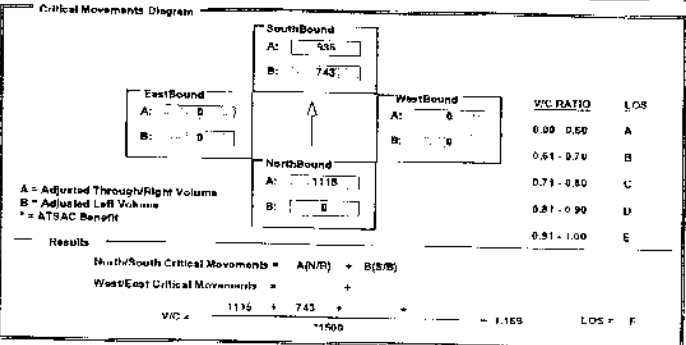 Critical Movements Diagram
SouthBound
A: 935
B: 743
EastBound
A: 0
B: 0
WestBound
A: 0
B: 0
NorthBound
A: 1116
B: 0
V/C RATIO LOS
0.00 - 0.60 A
0.61 - 0.70 B
0.71 - 0.80 C
0.81 - 0.90 D
0.91 - 1.00 E
A = Adjusted Through/Right Volume
B = Adjusted Left Volume
* = ATSAC Benefit
Results
North/South Critical Movements = A(N/B) + B(S/B)
West/East Critical Movements = +
V/C = 1116 + 743 + +
*1500
= 1.169 LOS = F